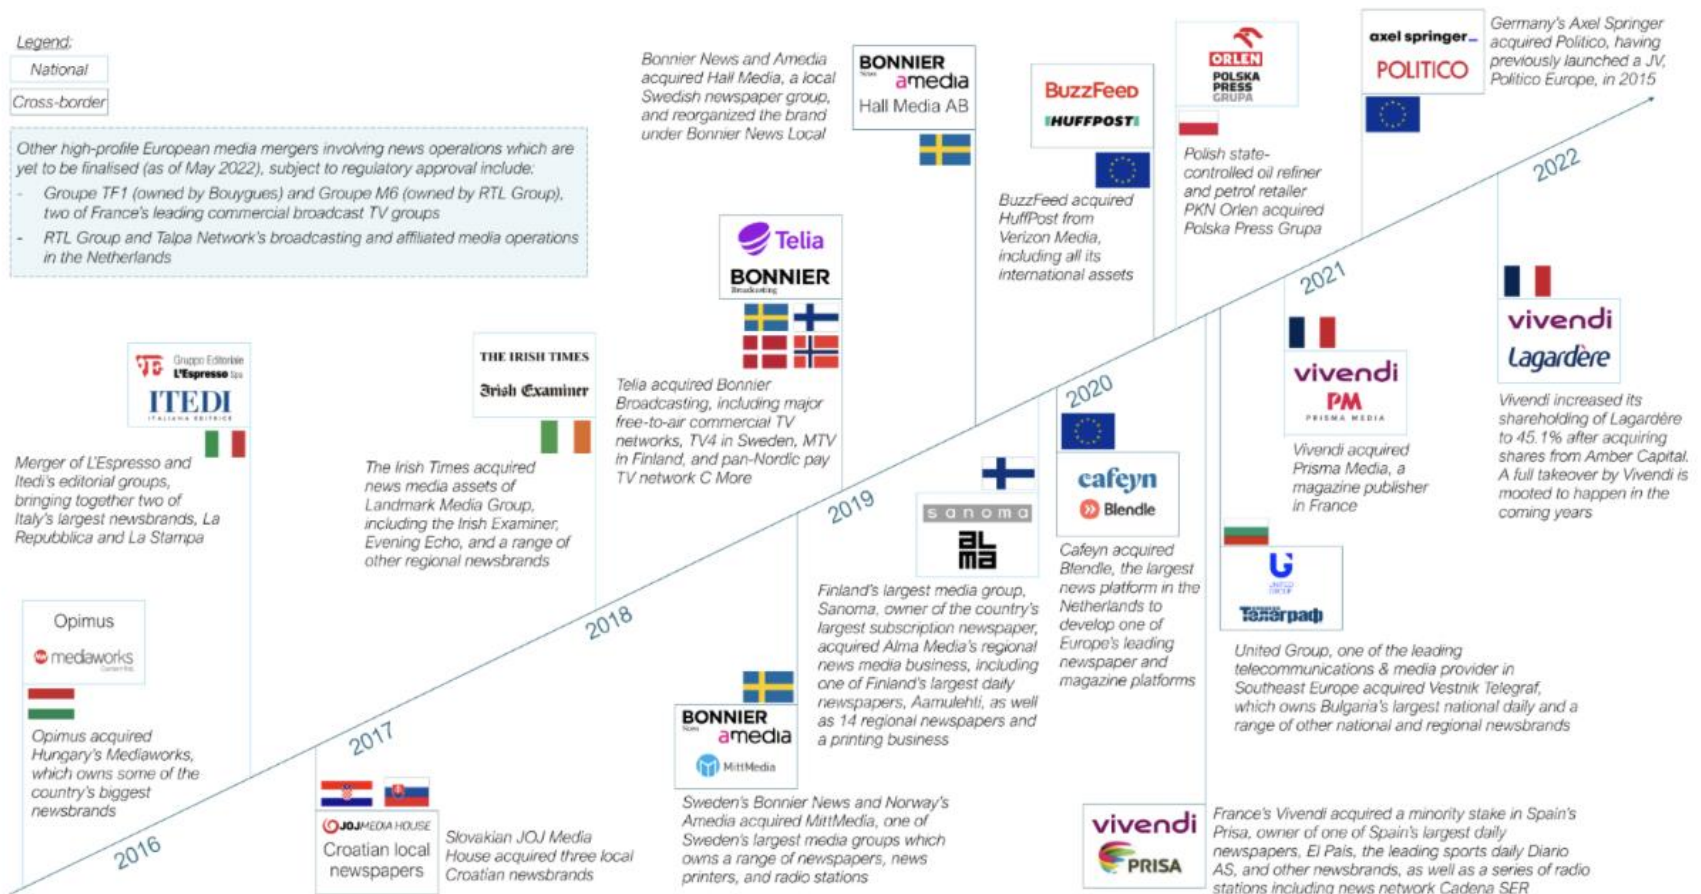 Legend:
National
Cross-border
Other high-profile European media mergers involving news operations which are
yet to be finalised (as of May 2022), subject to regulatory approval include:
- Groupe TF1 (owned by Bouygues) and Groupe M6 (owned by RTL Group),
two of France's leading commercial broadcast TV groups
- RTL Group and Talpa Network's broadcasting and affiliated media operations
in the Netherlands
Opimus
mediaworks
Opimus acquired
Hungary's Mediaworks,
which owns some of the
country's biggest
newsbrands
2016
Gruppo Editoriale
L'Espresso Spa
ITEDI
ITALIANA EDITRICE
Merger of L'Espresso and
Itedi's editorial groups,
bringing together two of
Italy's largest newsbrands, La
Repubblica and La Stampa
2017
JOJ MEDIA HOUSE
Croatian local
newspapers
Slovakian JOJ Media
House acquired three local
Croatian newsbrands
THE IRISH TIMES
Irish Examiner
The Irish Times acquired
news media assets of
Landmark Media Group,
including the Irish Examiner,
Evening Echo, and a range of
other regional newsbrands
2018
Telia
BONNIER
Broadcasting
Telia acquired Bonnier
Broadcasting, including major
free-to-air commercial TV
networks, TV4 in Sweden, MTV
in Finland, and pan-Nordic pay
TV network C More
BONNIER
News
amedia
MittMedia
Sweden's Bonnier News and Norway's
Amedia acquired MittMedia, one of
Sweden's largest media groups which
owns a range of newspapers, news
printers, and radio stations
2019
Bonnier News and Amedia
acquired Hall Media, a local
Swedish newspaper group,
and reorganized the brand
under Bonnier News Local
BONNIER
News
amedia
Hall Media AB
sanoma
alma
Finland's largest media group,
Sanoma, owner of the country's
largest subscription newspaper,
acquired Alma Media's regional
news media business, including
one of Finland's largest daily
newspapers, Aamulehti, as well
as 14 regional newspapers and
a printing business
2020
cafeyn
Blendle
Cafeyn acquired
Blendle, the largest
news platform in the
Netherlands to
develop one of
Europe's leading
newspaper and
magazine platforms
BuzzFeed
HUFFPOST
BuzzFeed acquired
HuffPost from
Verizon Media,
including all its
international assets
ORLEN
POLSKA
PRESS
GRUPA
Polish state-
controlled oil refiner
and petrol retailer
PKN Orlen acquired
Polska Press Grupa
vivendi
PRISA
France's Vivendi acquired a minority stake in Spain's
Prisa, owner of one of Spain's largest daily
newspapers, El País, the leading sports daily Diario
AS, and other newsbrands, as well as a series of radio
stations including news network Cadena SER
UNITED
GROUP
Телеграф
United Group, one of the leading
telecommunications & media provider in
Southeast Europe acquired Vestnik Telegraf,
which owns Bulgaria's largest national daily and a
range of other national and regional newsbrands
2021
vivendi
PM
PRISMA MEDIA
Vivendi acquired
Prisma Media, a
magazine publisher
in France
axel springer_
POLITICO
Germany's Axel Springer
acquired Politico, having
previously launched a JV,
Politico Europe, in 2015
2022
vivendi
Lagardère
Vivendi increased its
shareholding of Lagardère
to 45.1% after acquiring
shares from Amber Capital.
A full takeover by Vivendi is
mooted to happen in the
coming years